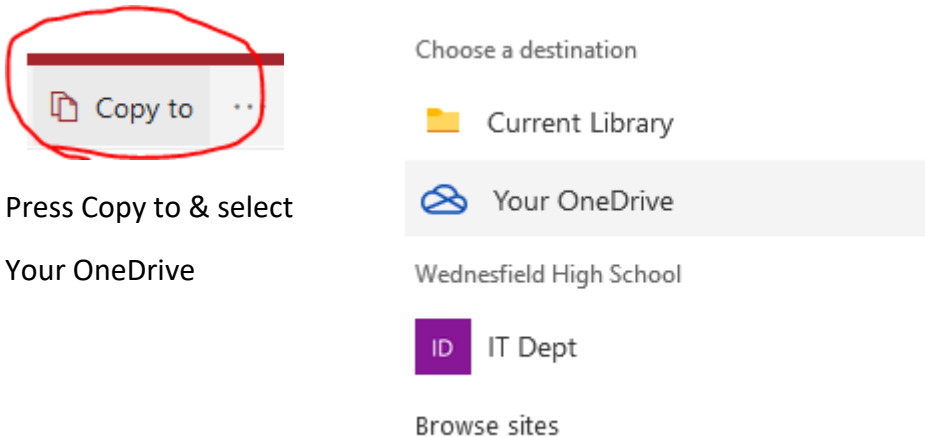 Copy to ...
Press Copy to & select
Your OneDrive
Choose a destination
Current Library
Your OneDrive
Wednesfield High School
ID IT Dept
Browse sites